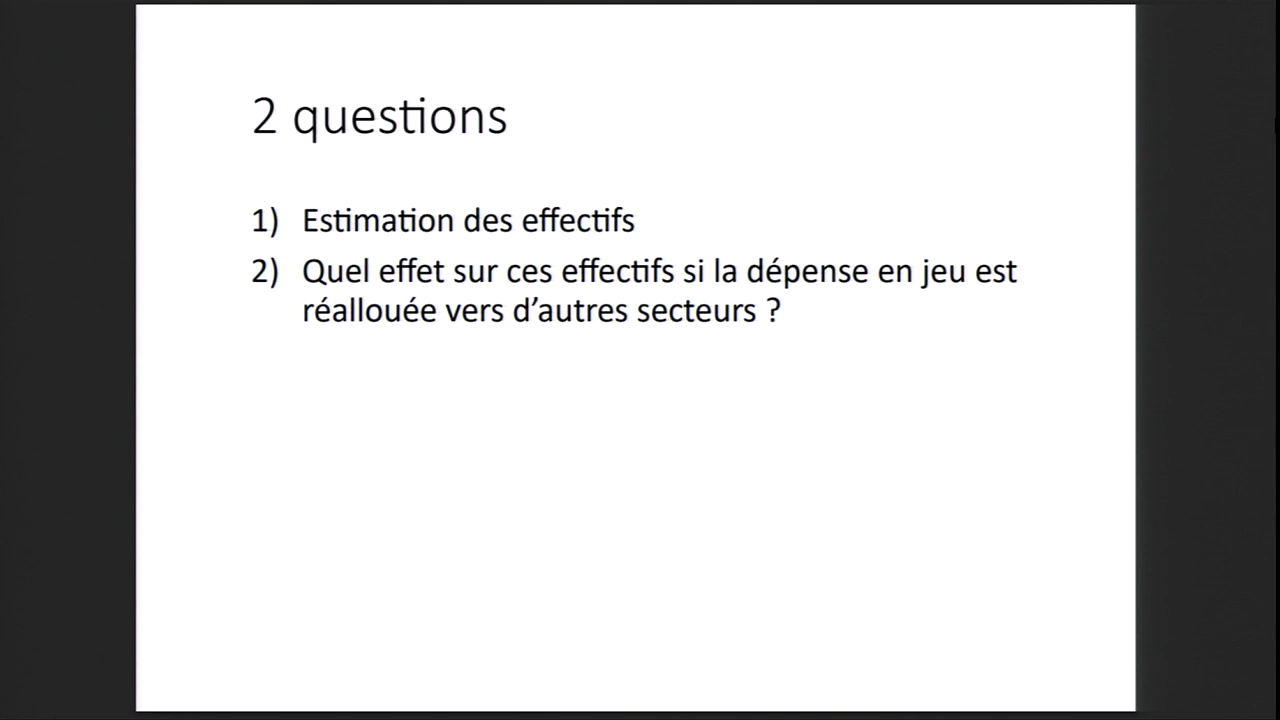 2 questions
1) Estimation des effectifs
2) Quel effet sur ces effectifs si la dépense en jeu est
réallouée vers d’autres secteurs ?